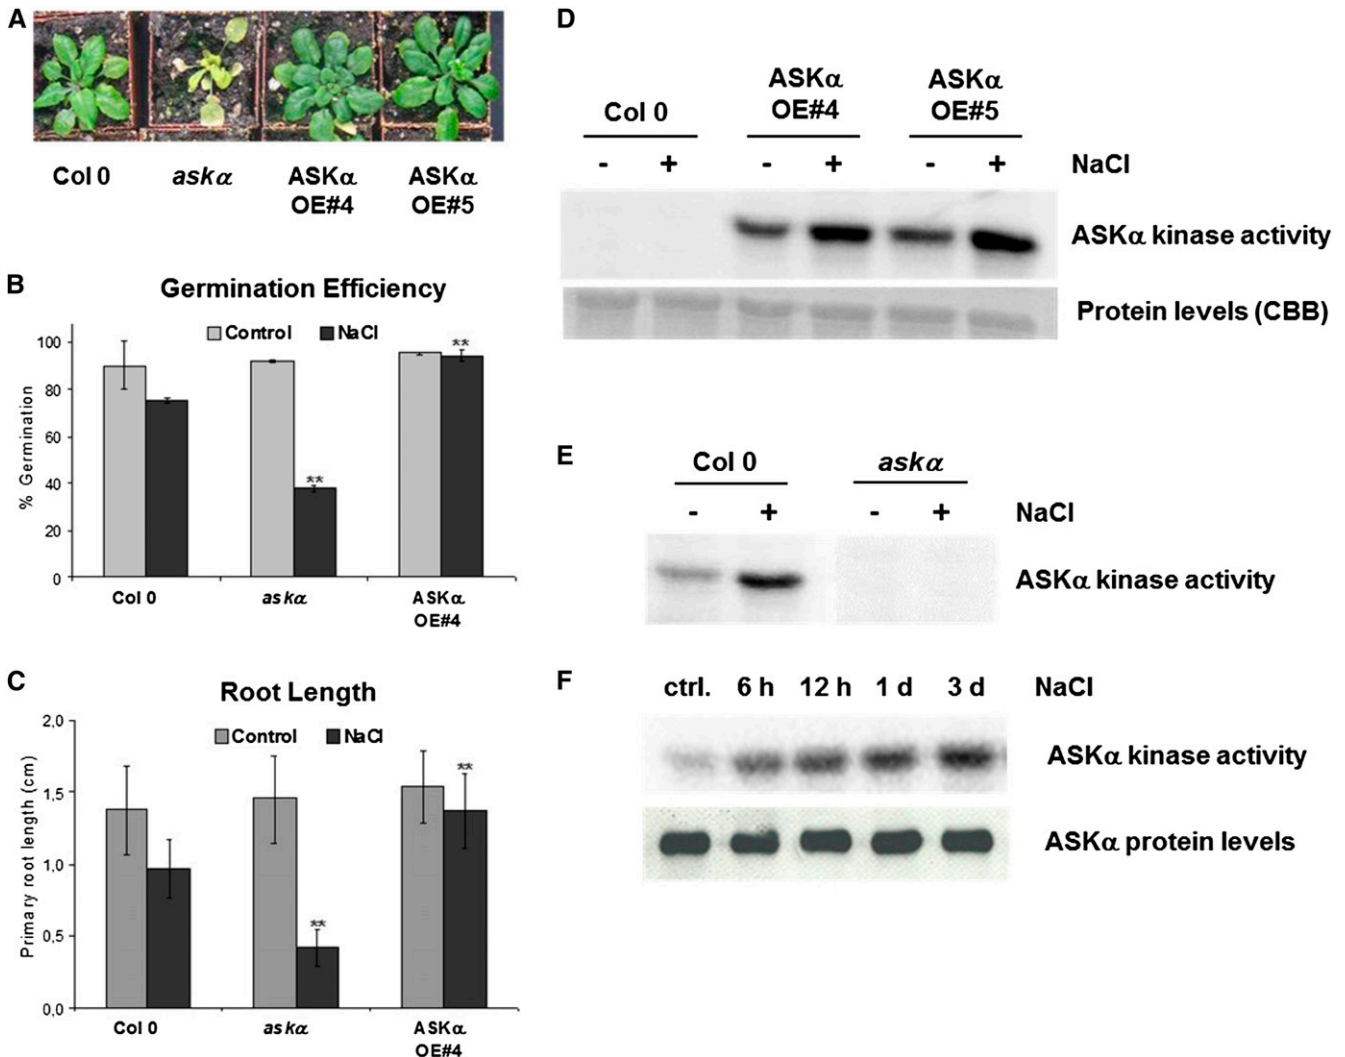 A
Col 0
askα
ASKα
OE#4
ASKα
OE#5
B
Germination Efficiency
Control
NaCl
% Germination
100
80
60
40
20
0
**
**
Col 0
askα
ASKα
OE#4
C
Root Length
Control
NaCl
Primary root length (cm)
2,0
1,5
1,0
0,5
0,0
**
**
Col 0
askα
ASKα
OE#4
D
Col 0
ASKα
OE#4
ASKα
OE#5
- + - + - + NaCl
ASKα kinase activity
Protein levels (CBB)
E
Col 0 askα
- + - + NaCl
ASKα kinase activity
F
ctrl. 6 h 12 h 1 d 3 d NaCl
ASKα kinase activity
ASKα protein levels